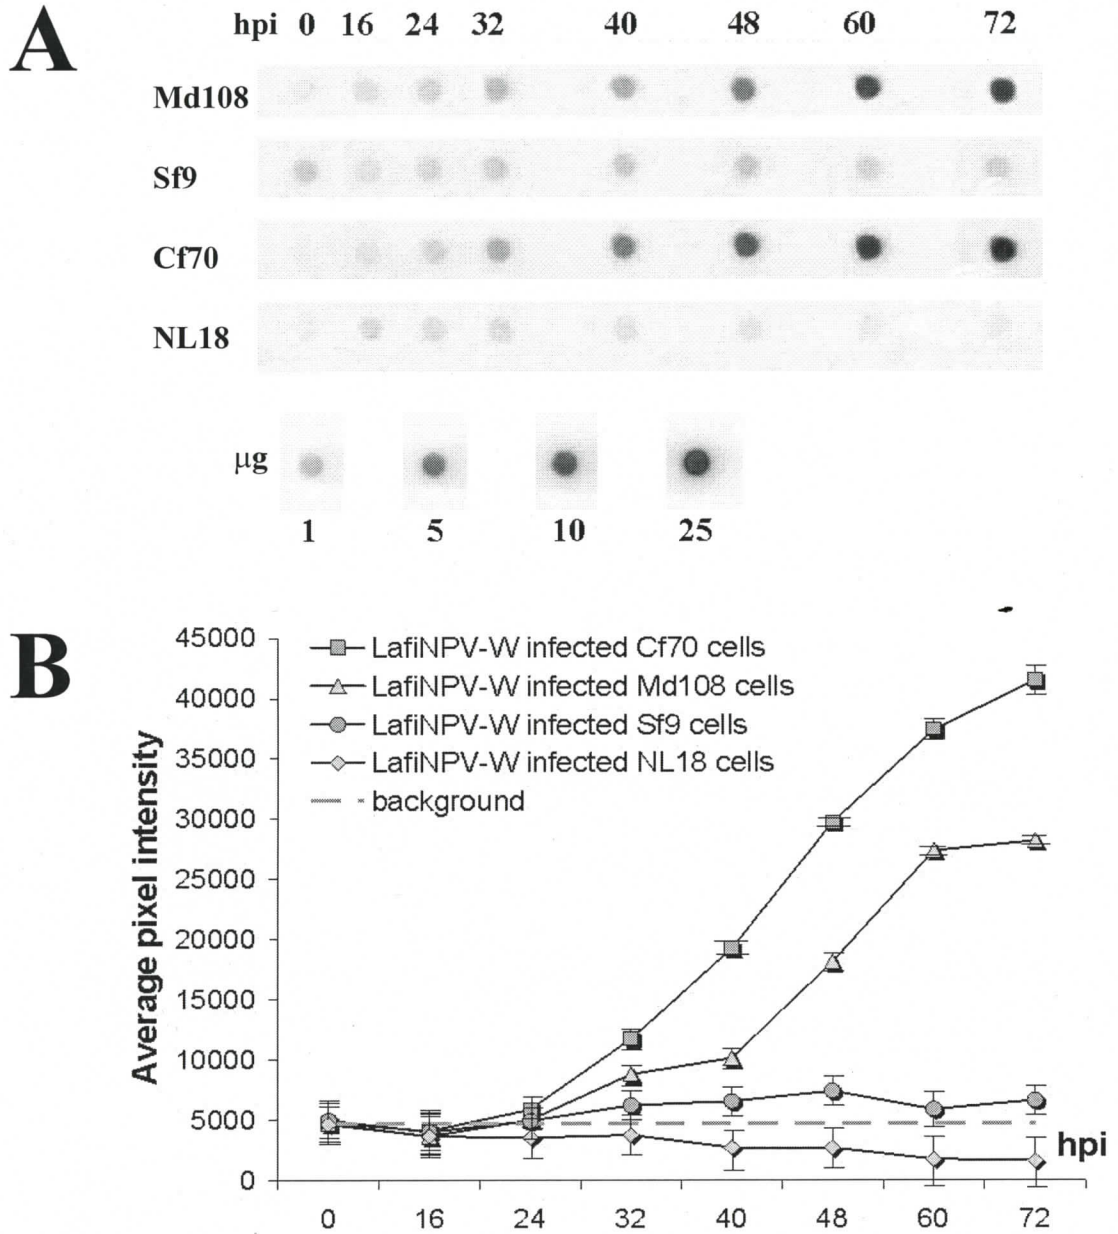 A
hpi 0 16 24 32 40 48 60 72
Md108
Sf9
Cf70
NL18
µg
1 5 10 25
B
45000
40000
35000
30000
25000
20000
15000
10000
5000
0
Average pixel intensity
LafiNPV-W infected Cf70 cells
LafiNPV-W infected Md108 cells
LafiNPV-W infected Sf9 cells
LafiNPV-W infected NL18 cells
background
hpi
0 16 24 32 40 48 60 72